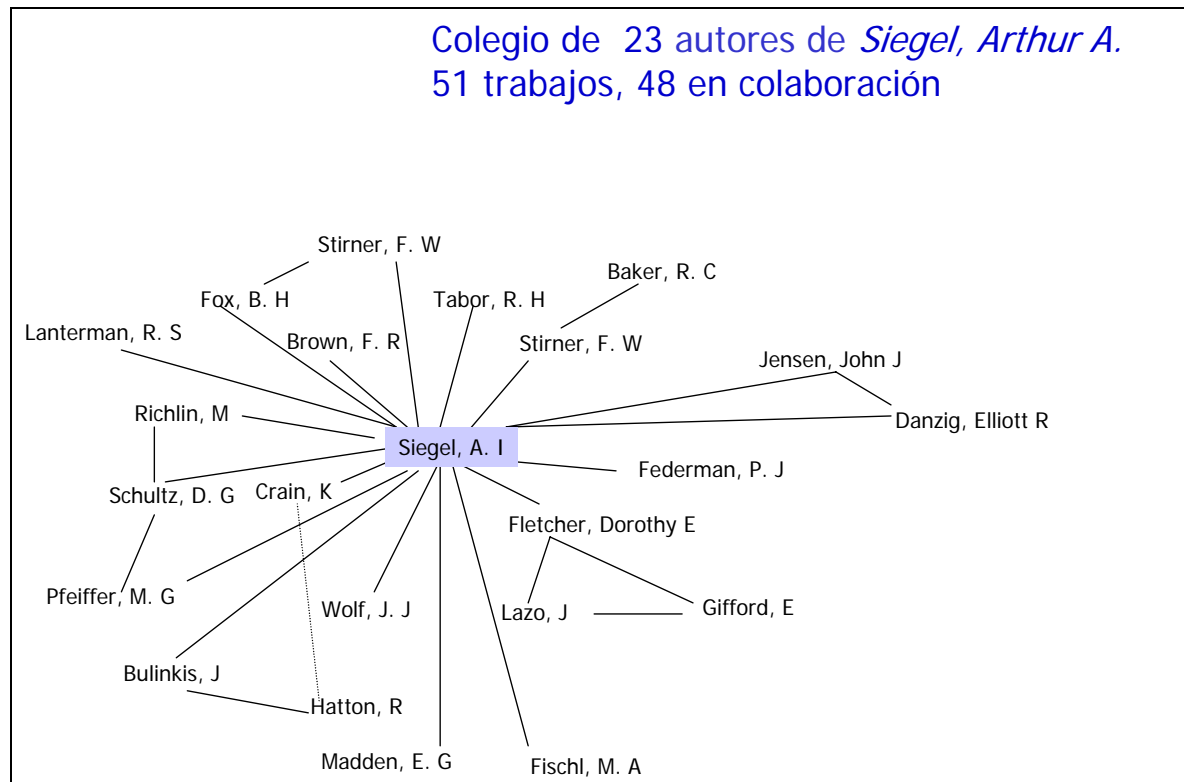 Colegio de 23 autores de Siegel, Arthur A.
51 trabajos, 48 en colaboración
Stirner, F. W
Baker, R. C
Fox, B. H
Tabor, R. H
Lanterman, R. S
Brown, F. R
Stirner, F. W
Jensen, John J
Richlin, M
Danzig, Elliott R
Siegel, A. I
Federman, P. J
Schultz, D. G
Crain, K
Fletcher, Dorothy E
Pfeiffer, M. G
Wolf, J. J
Lazo, J
Gifford, E
Bulinkis, J
Hatton, R
Madden, E. G
Fischl, M. A